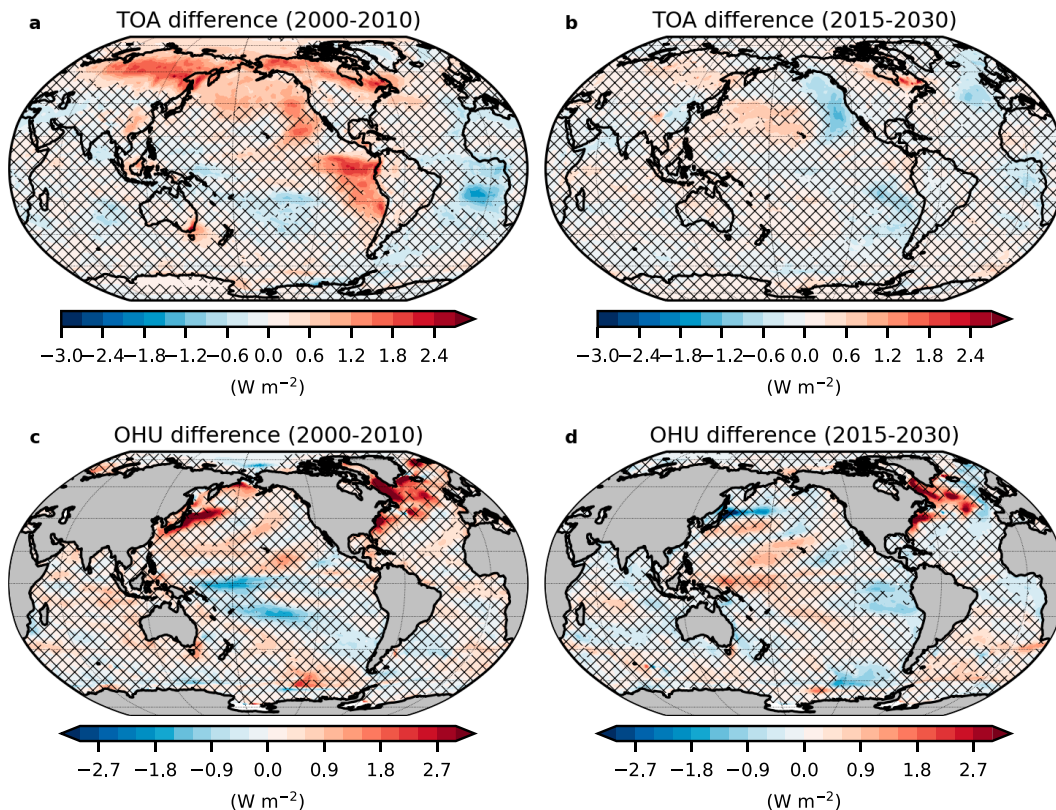 a TOA difference (2000-2010)
b TOA difference (2015-2030)
−3.0 −2.4 −1.8 −1.2 −0.6 0.0 0.6 1.2 1.8 2.4
(W m⁻²)
−3.0 −2.4 −1.8 −1.2 −0.6 0.0 0.6 1.2 1.8 2.4
(W m⁻²)
c OHU difference (2000-2010)
d OHU difference (2015-2030)
−2.7 −1.8 −0.9 0.0 0.9 1.8 2.7
(W m⁻²)
−2.7 −1.8 −0.9 0.0 0.9 1.8 2.7
(W m⁻²)